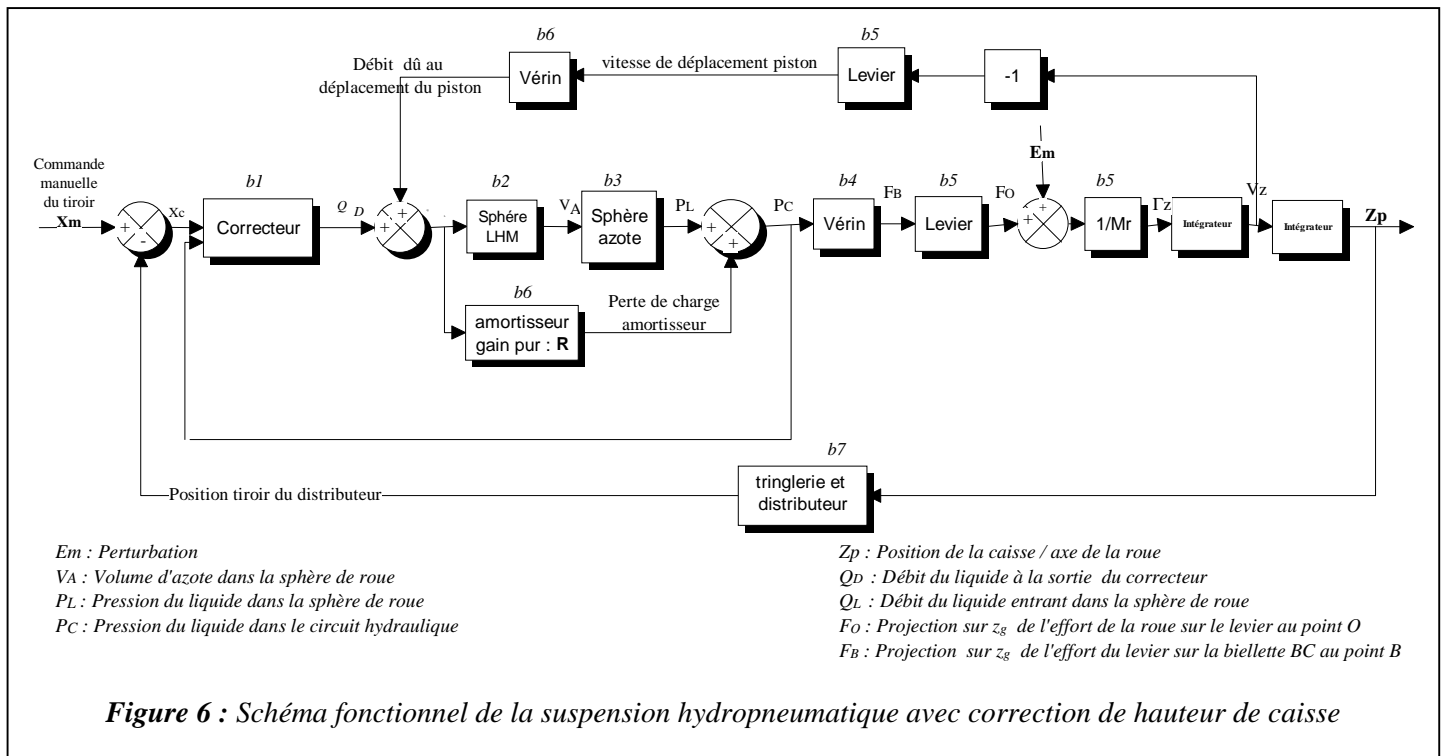 b6
b5
Débit dû au
déplacement du piston
Vérin
vitesse de déplacement piston
Levier
-1
Em
Commande
manuelle
du tiroir
Xm
+
-
Xc
b1
Correcteur
QD
+
+
b2
Sphére
LHM
VA
b3
Sphère
azote
PL
+
+
PC
b4
Vérin
FB
b5
Levier
FO
+
+
b5
1/Mr
Γz
Intégrateur
Vz
Intégrateur
Zp
b6
amortisseur
gain pur : R
Perte de charge
amortisseur
b7
tringlerie et
distributeur
Position tiroir du distributeur
Em : Perturbation
VA : Volume d'azote dans la sphère de roue
PL : Pression du liquide dans la sphère de roue
PC : Pression du liquide dans le circuit hydraulique
Zp : Position de la caisse / axe de la roue
QD : Débit du liquide à la sortie du correcteur
QL : Débit du liquide entrant dans la sphère de roue
FO : Projection sur zg de l'effort de la roue sur le levier au point O
FB : Projection sur zg de l'effort du levier sur la biellette BC au point B
Figure 6 : Schéma fonctionnel de la suspension hydropneumatique avec correction de hauteur de caisse